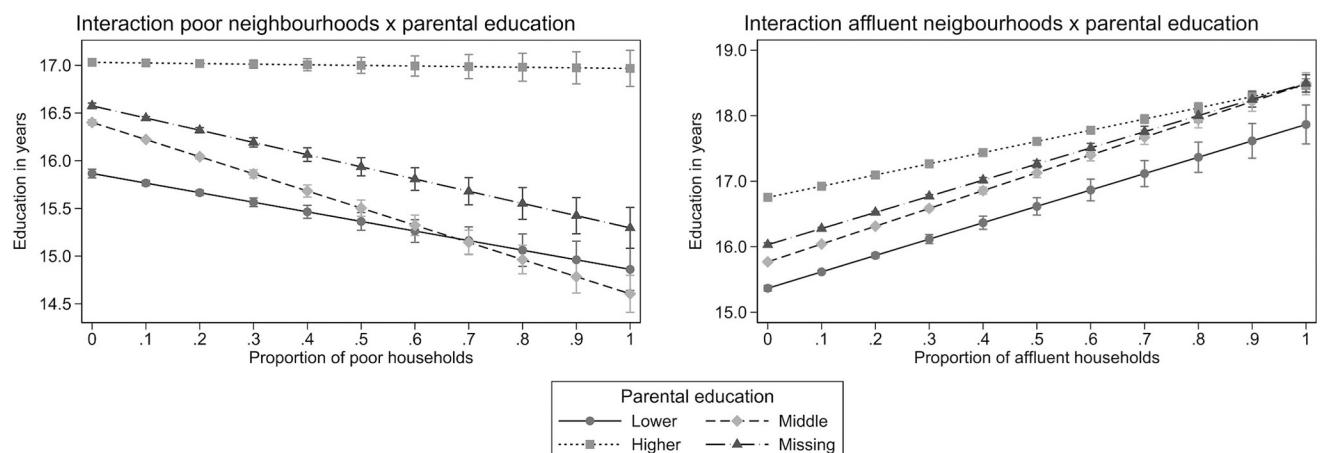 Interaction poor neighbourhoods x parental education
Education in years
17.0
16.5
16.0
15.5
15.0
14.5
0 .1 .2 .3 .4 .5 .6 .7 .8 .9 1
Proportion of poor households
Interaction affluent neigbourhoods x parental education
Education in years
19.0
18.0
17.0
16.0
15.0
0 .1 .2 .3 .4 .5 .6 .7 .8 .9 1
Proportion of affluent households
Parental education
Lower Middle
Higher Missing